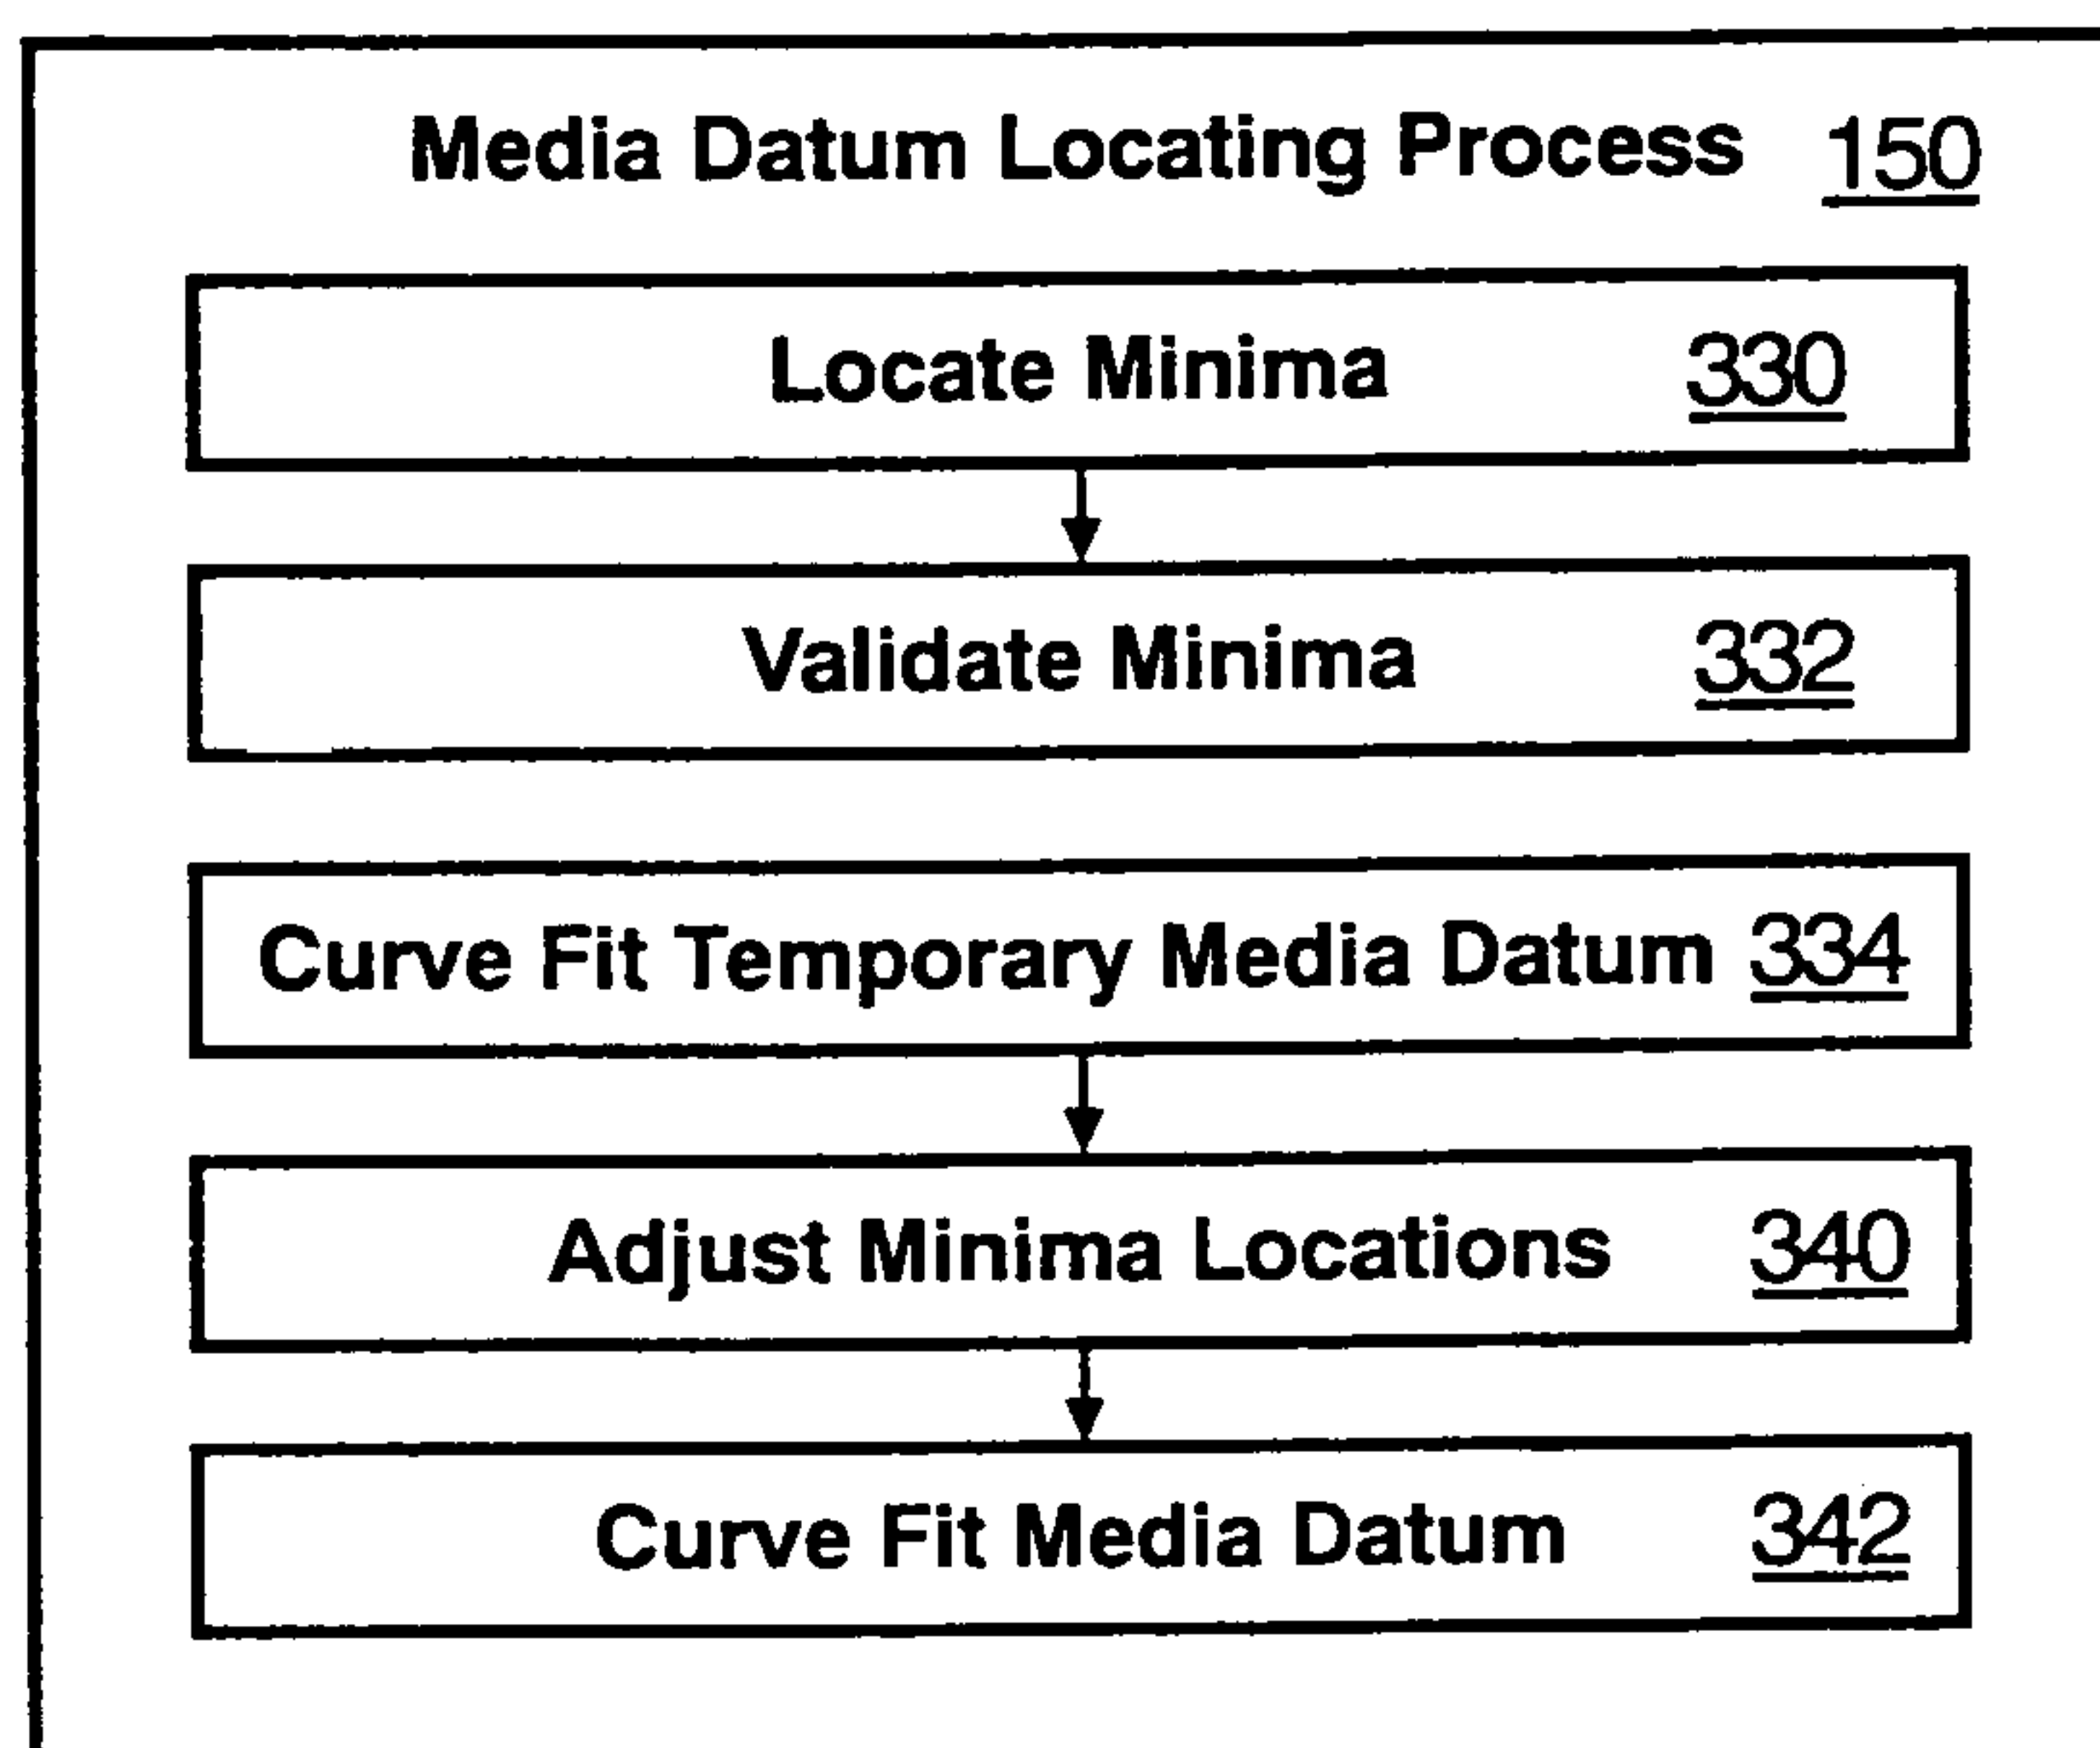 Media Datum Locating Process 150
Locate Minima 330
Validate Minima 332
Curve Fit Temporary Media Datum 334
Adjust Minima Locations 340
Curve Fit Media Datum 342